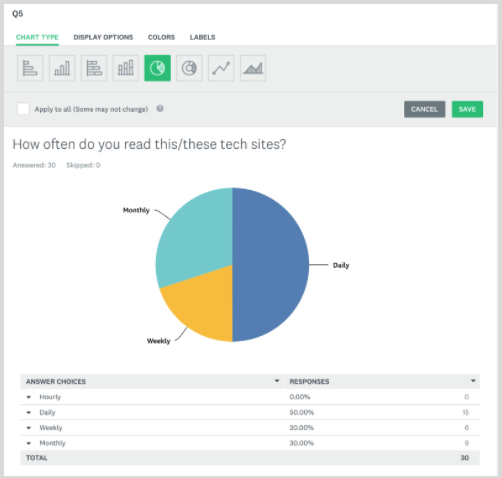 Q5
CHART TYPE DISPLAY OPTIONS COLORS LABELS
Apply to all (Some may not change)
CANCEL SAVE
How often do you read this/these tech sites?
Answered: 30 Skipped: 0
Monthly
Daily
Weekly
ANSWER CHOICES RESPONSES
Hourly 0.00% 0
Daily 50.00% 15
Weekly 20.00% 6
Monthly 30.00% 9
TOTAL 30